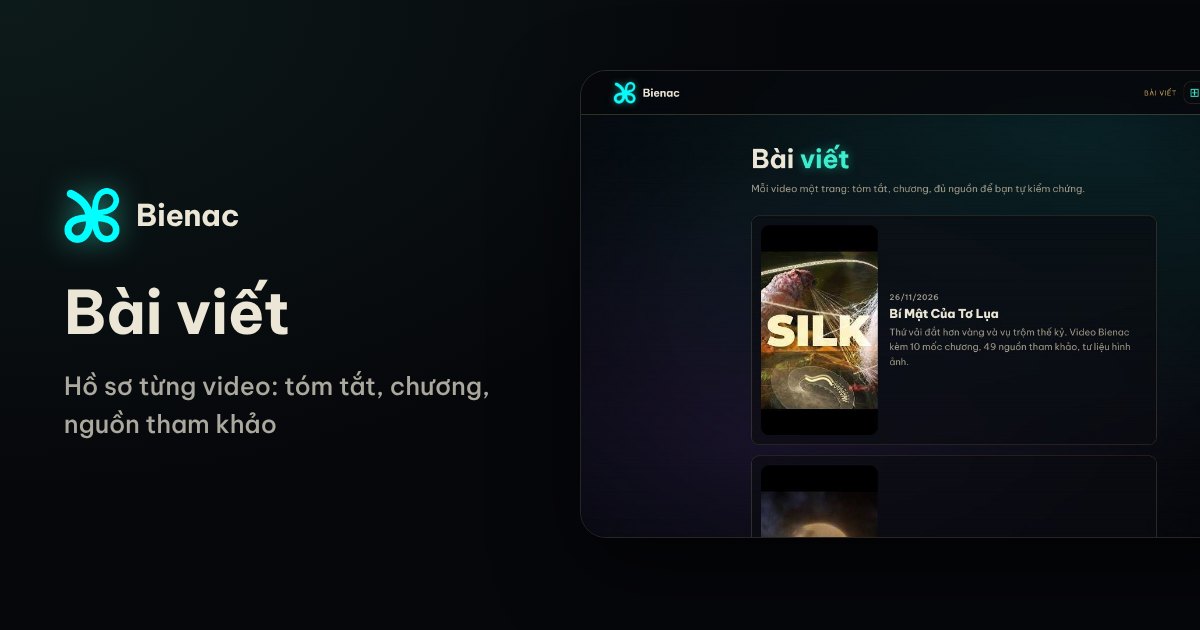 Bienac
Bài viết
Hồ sơ từng video: tóm tắt, chương,
nguồn tham khảo
Bienac
BÀI VIẾT
Bài viết
Mỗi video một trang: tóm tắt, chương, đủ nguồn để bạn tự kiểm chứng.
SILK
26/11/2026
Bí Mật Của Tơ Lụa
Thứ vải đắt hơn vàng và vụ trộm thế kỷ. Video Bienac
kèm 10 mốc chương, 49 nguồn tham khảo, tư liệu hình
ảnh.